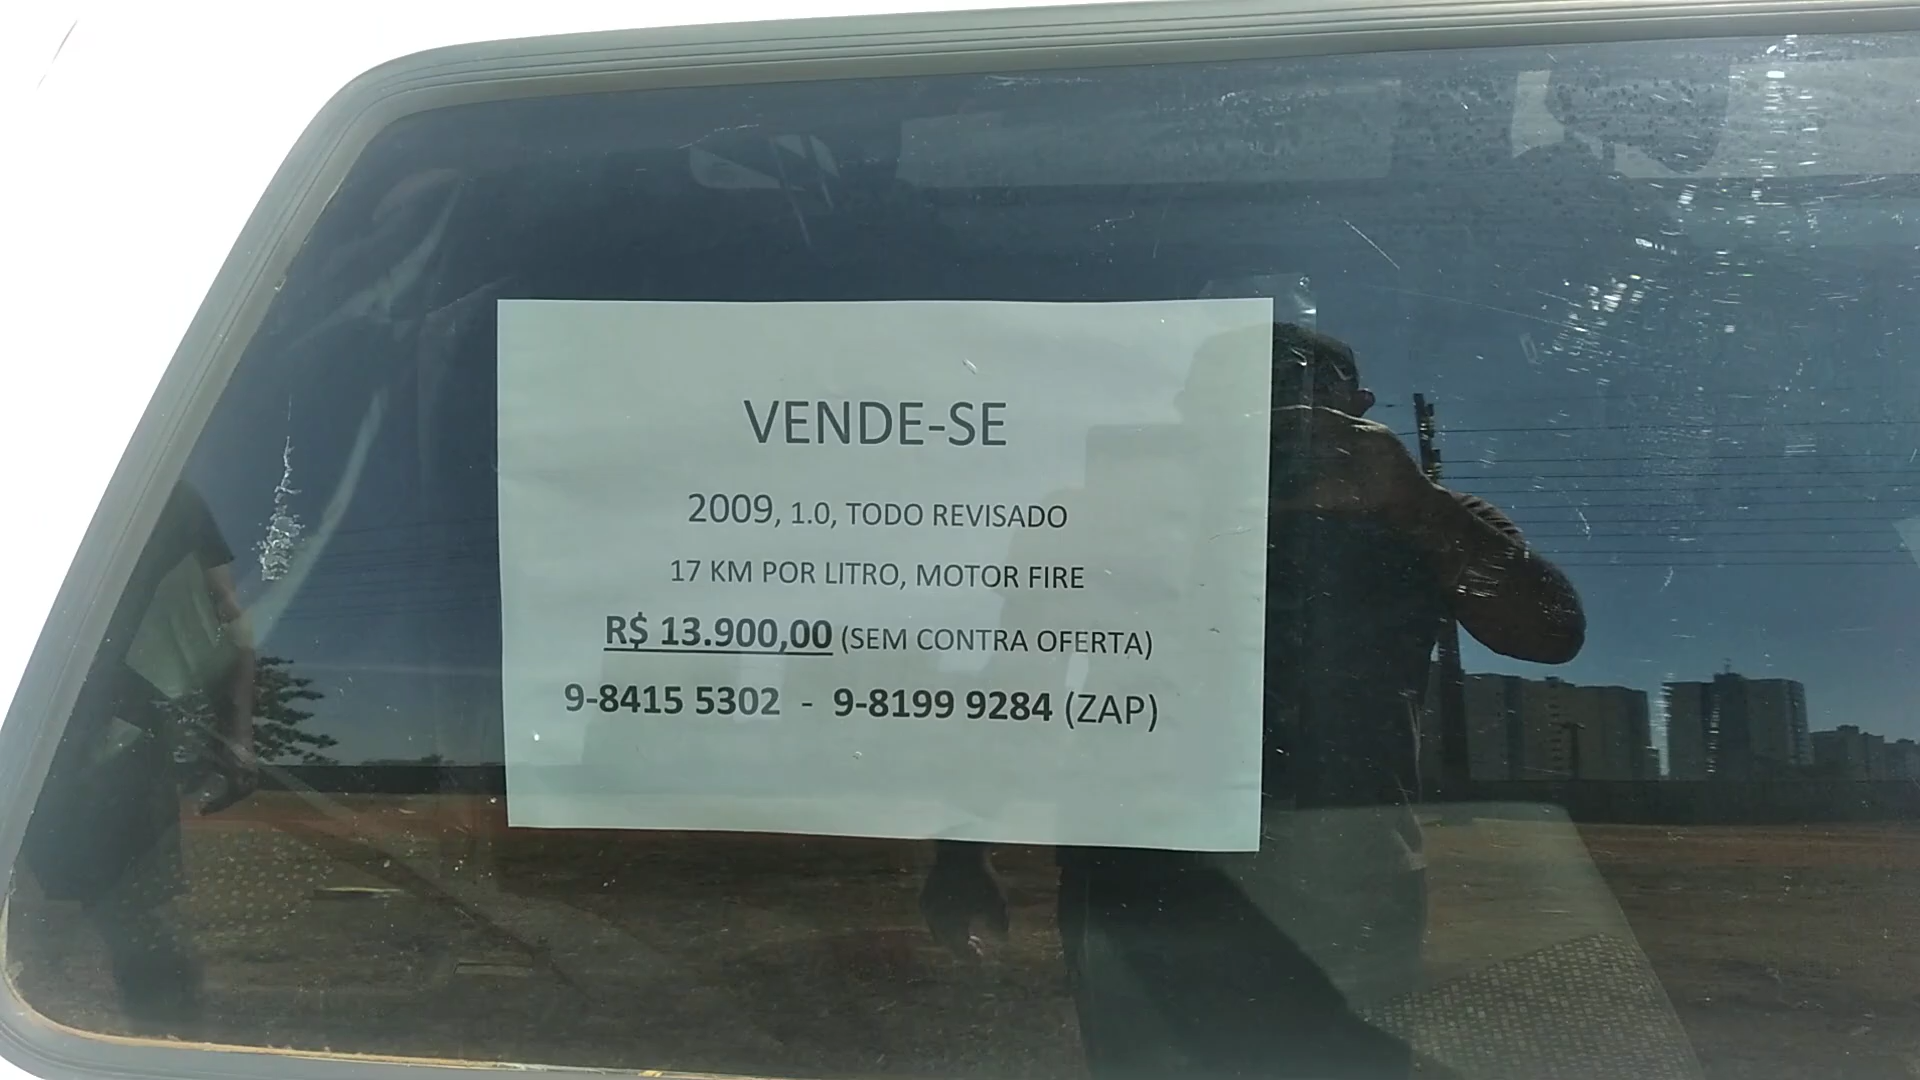 VENDE-SE
2009, 1.0, TODO REVISADO
17 KM POR LITRO, MOTOR FIRE
R$ 13.900,00 (SEM CONTRA OFERTA)
9-8415 5302 - 9-8199 9284 (ZAP)